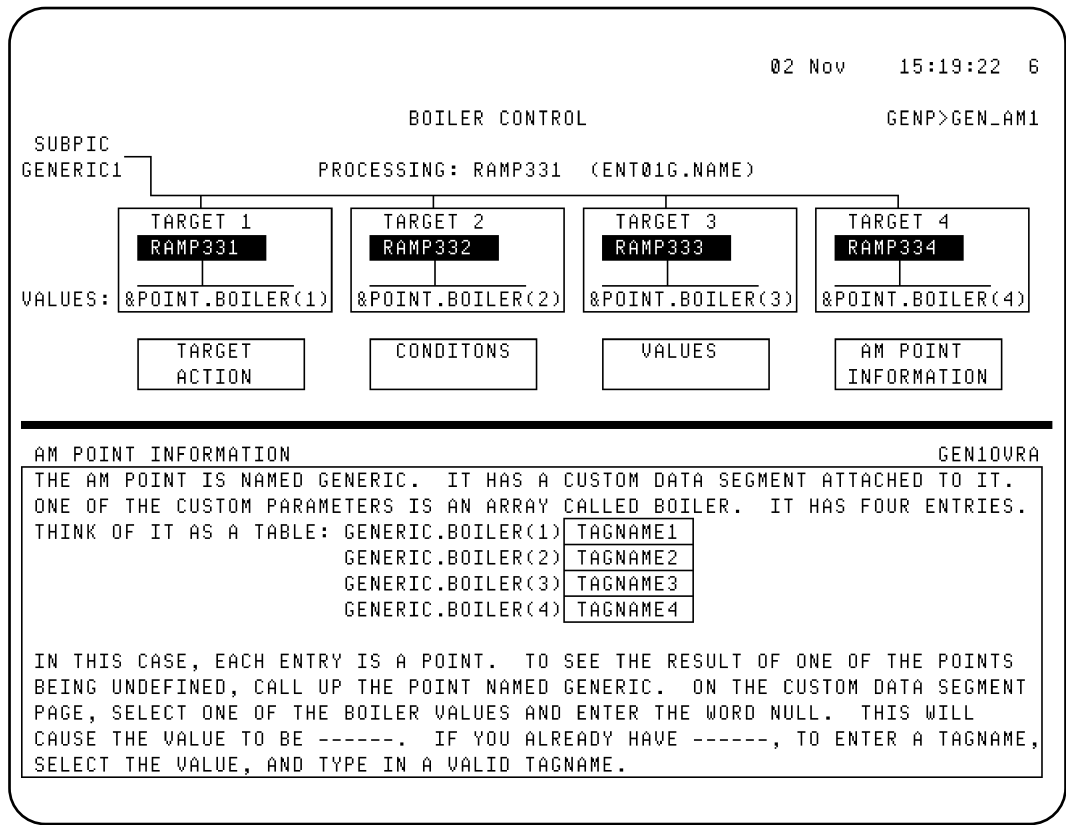 02 Nov 15:19:22 6
BOILER CONTROL GENP>GEN_AM1
SUBPIC
GENERIC1 PROCESSING: RAMP331 (ENT01G.NAME)
TARGET 1 TARGET 2 TARGET 3 TARGET 4
RAMP331 RAMP332 RAMP333 RAMP334
VALUES: &POINT.BOILER(1) &POINT.BOILER(2) &POINT.BOILER(3) &POINT.BOILER(4)
TARGET CONDITONS VALUES AM POINT
ACTION INFORMATION
AM POINT INFORMATION GEN1OVRA
THE AM POINT IS NAMED GENERIC. IT HAS A CUSTOM DATA SEGMENT ATTACHED TO IT.
ONE OF THE CUSTOM PARAMETERS IS AN ARRAY CALLED BOILER. IT HAS FOUR ENTRIES.
THINK OF IT AS A TABLE: GENERIC.BOILER(1) TAGNAME1
GENERIC.BOILER(2) TAGNAME2
GENERIC.BOILER(3) TAGNAME3
GENERIC.BOILER(4) TAGNAME4
IN THIS CASE, EACH ENTRY IS A POINT. TO SEE THE RESULT OF ONE OF THE POINTS
BEING UNDEFINED, CALL UP THE POINT NAMED GENERIC. ON THE CUSTOM DATA SEGMENT
PAGE, SELECT ONE OF THE BOILER VALUES AND ENTER THE WORD NULL. THIS WILL
CAUSE THE VALUE TO BE ------. IF YOU ALREADY HAVE ------, TO ENTER A TAGNAME,
SELECT THE VALUE, AND TYPE IN A VALID TAGNAME.